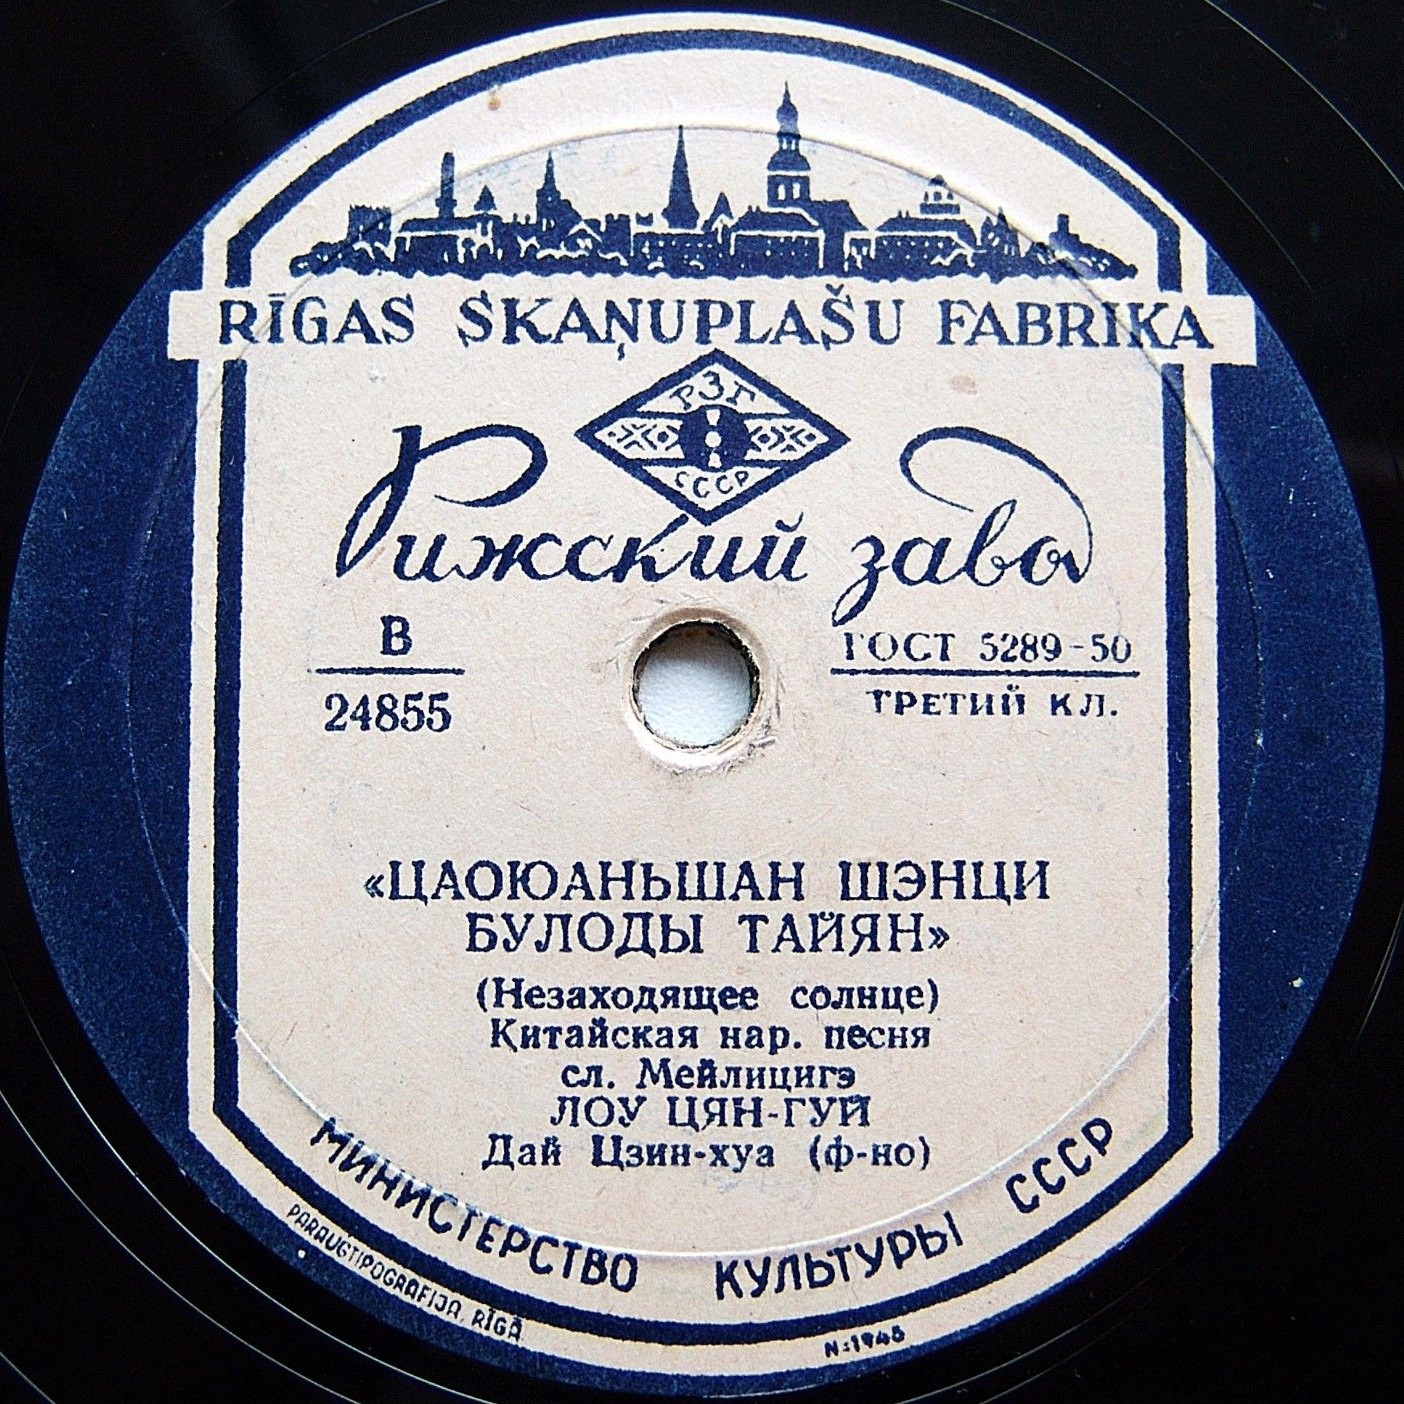 RĪGAS SKAŅUPLAŠU FABRIKA
РЗГ
СССР
Рижский завод
В
24855
ГОСТ 5289-50
ТРЕТИЙ КЛ.
«ЦАОЮАНЬШАН ШЭНЦИ
БУЛОДЫ ТАЙЯН»
(Незаходящее солнце)
Китайская нар. песня
сл. Мейлицигэ
ЛОУ ЦЯН-ГУЙ
Дай Цзин-хуа (ф-но)
МИНИСТЕРСТВО КУЛЬТУРЫ СССР
PARAUGTIPOGRAFIJA, RĪGĀ
N:1948